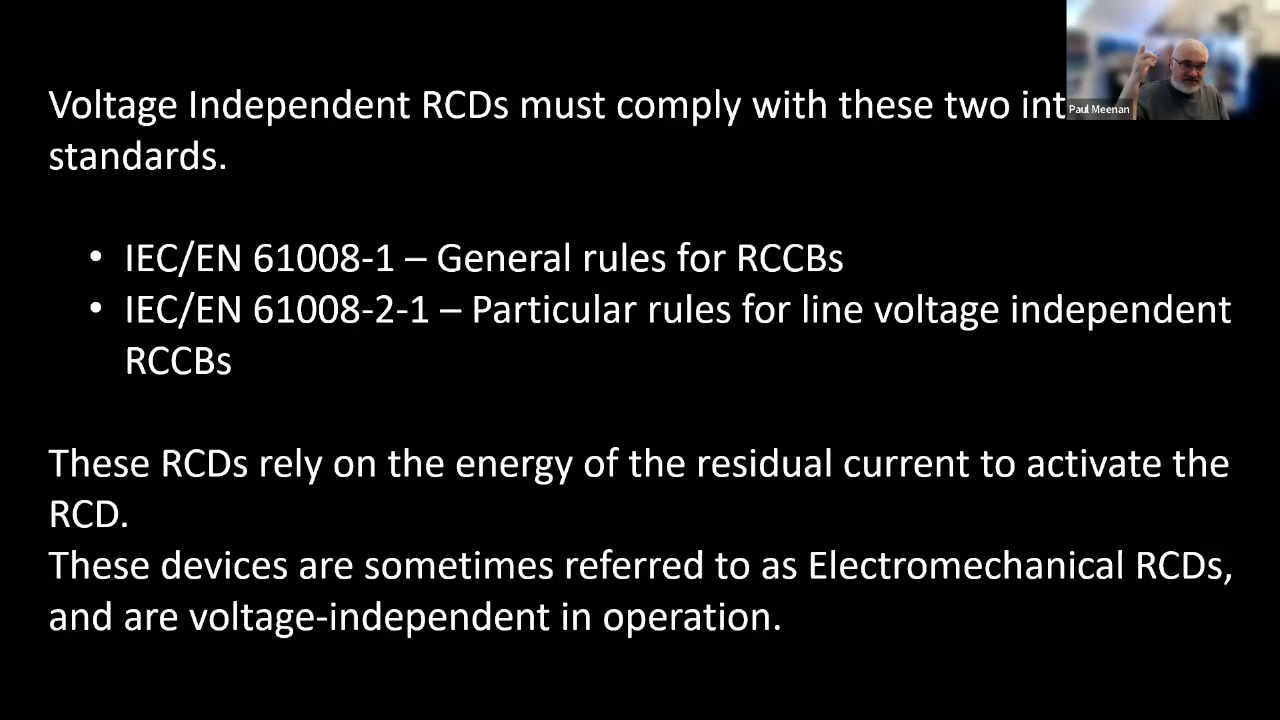 Voltage Independent RCDs must comply with these two int
standards.
Paul Meenan
• IEC/EN 61008-1 – General rules for RCCBs
• IEC/EN 61008-2-1 – Particular rules for line voltage independent
RCCBs
These RCDs rely on the energy of the residual current to activate the
RCD.
These devices are sometimes referred to as Electromechanical RCDs,
and are voltage-independent in operation.